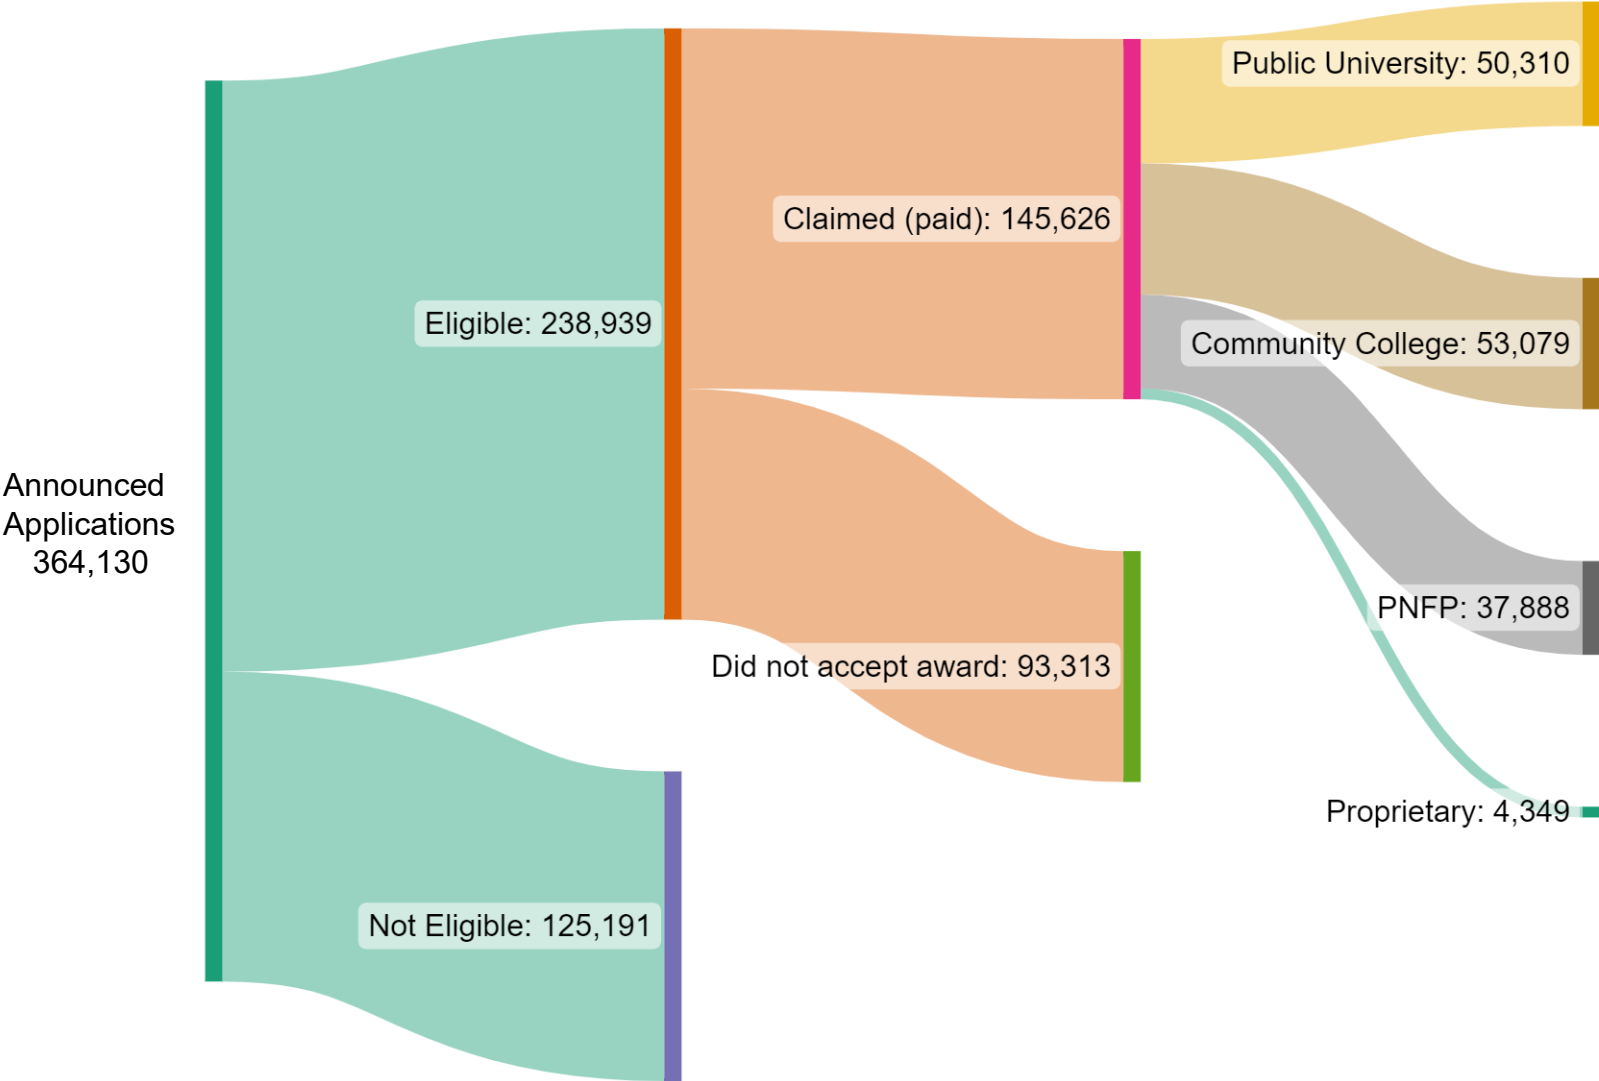 Announced
Applications
364,130
Eligible: 238,939
Not Eligible: 125,191
Claimed (paid): 145,626
Did not accept award: 93,313
Public University: 50,310
Community College: 53,079
PNFP: 37,888
Proprietary: 4,349